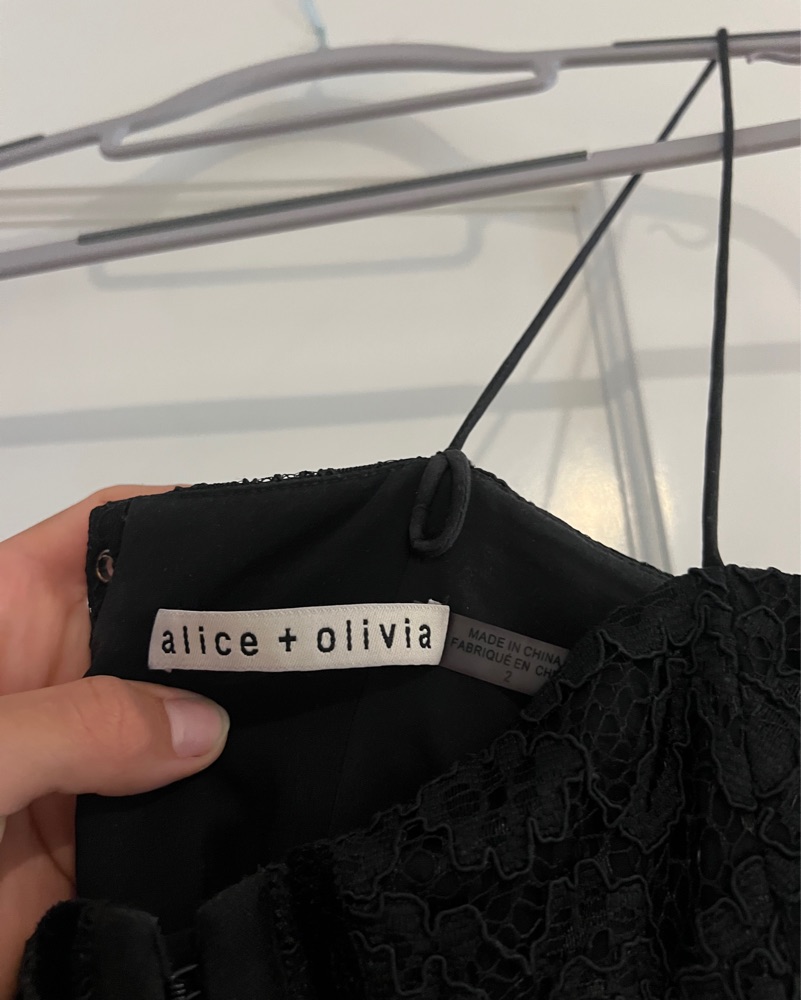 alice + olivia
MADE IN CHINA
FABRIQUÉ EN
2